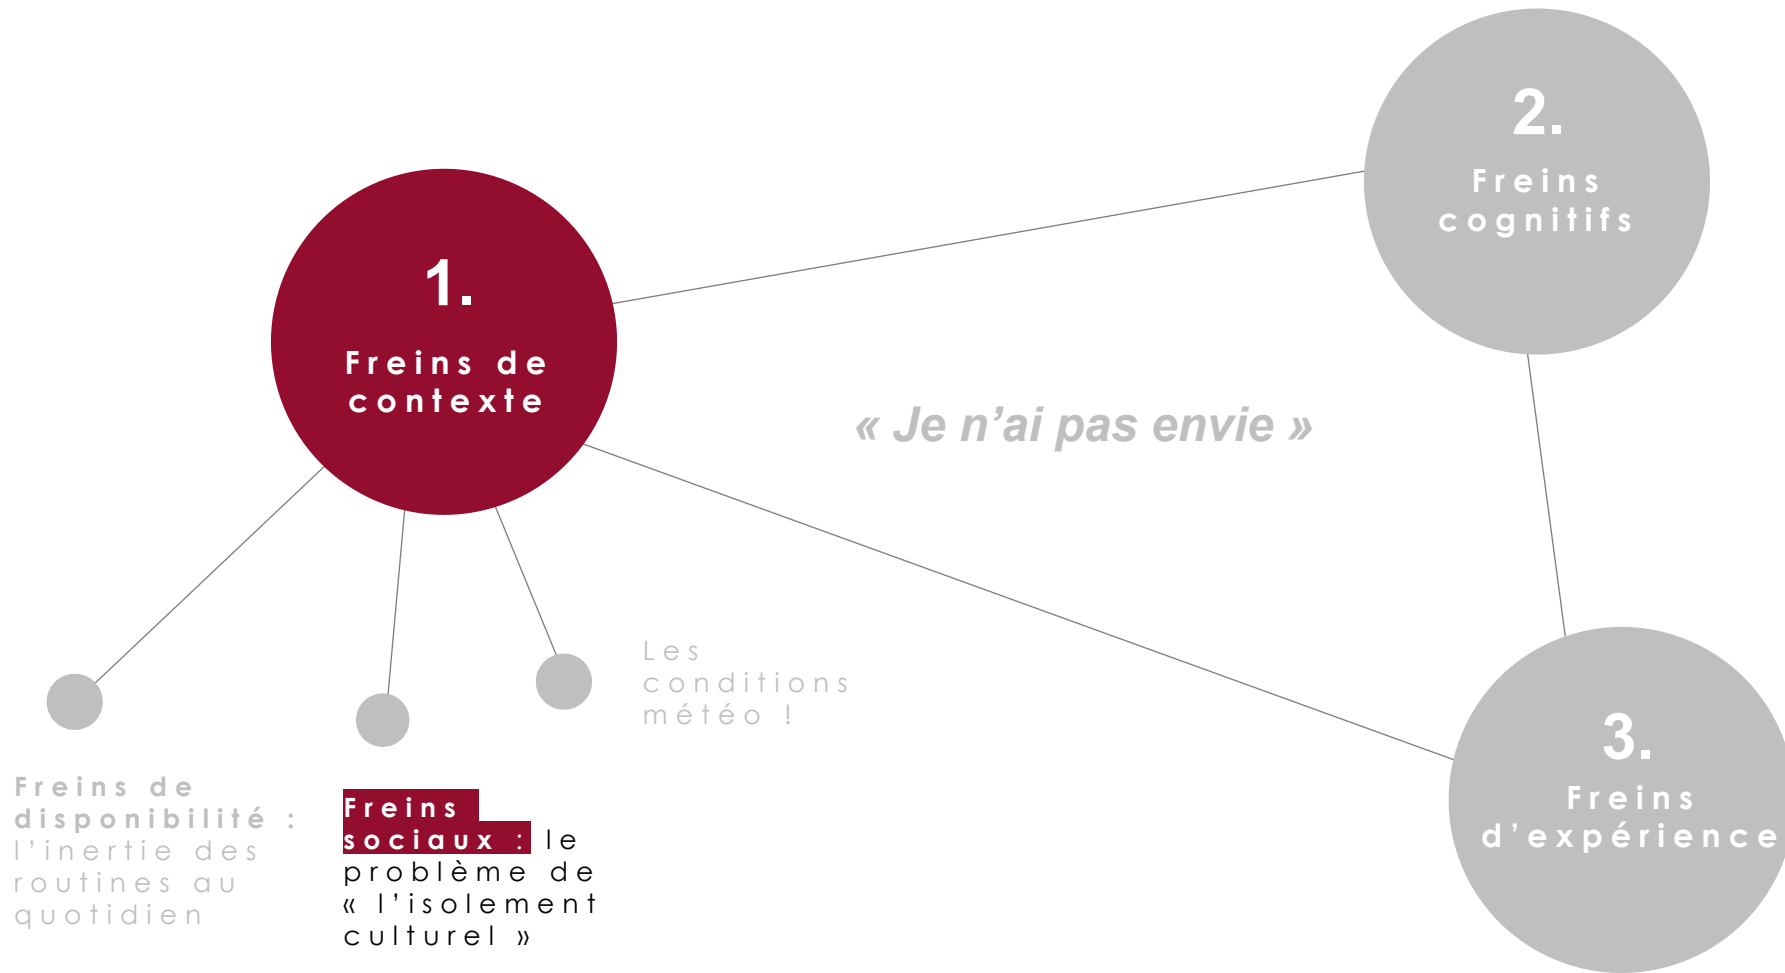 1.
Freins de
contexte
2.
Freins
cognitifs
« Je n’ai pas envie »
3.
Freins
d’expérience
Freins de
disponibilité :
l’inertie des
routines au
quotidien
Freins
sociaux : le
problème de
« l’isolement
culturel »
Les
conditions
météo !